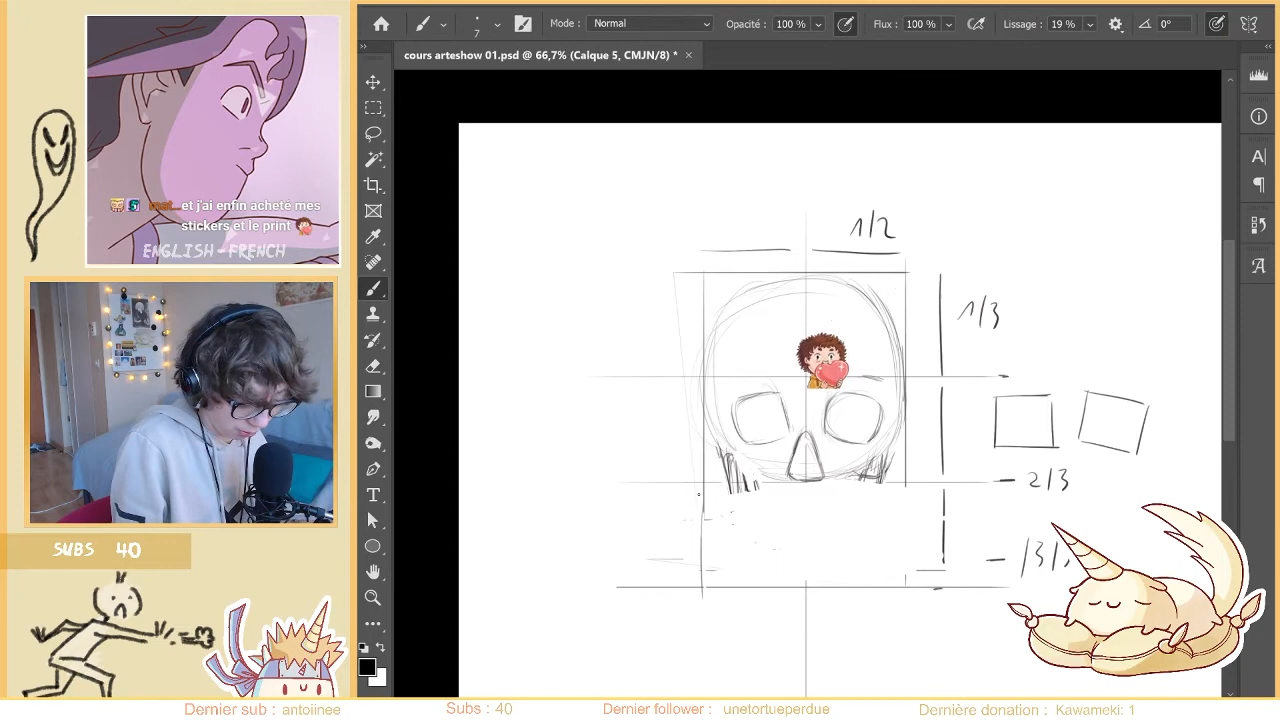 Mode : Normal Opacité : 100 % Flux : 100 % Lissage : 19 % 0°
7
cours arteshow 01.psd @ 66,7% (Calque 5, CMJN/8) *
et j'ai enfin acheté mes
stickers et le print
ENGLISH - FRENCH
1/2
1/3
- 2/3
SUBS 40
Dernier sub : antoiinee Subs : 40 Dernier follower : unetortueperdue Dernière donation : Kawameki: 1